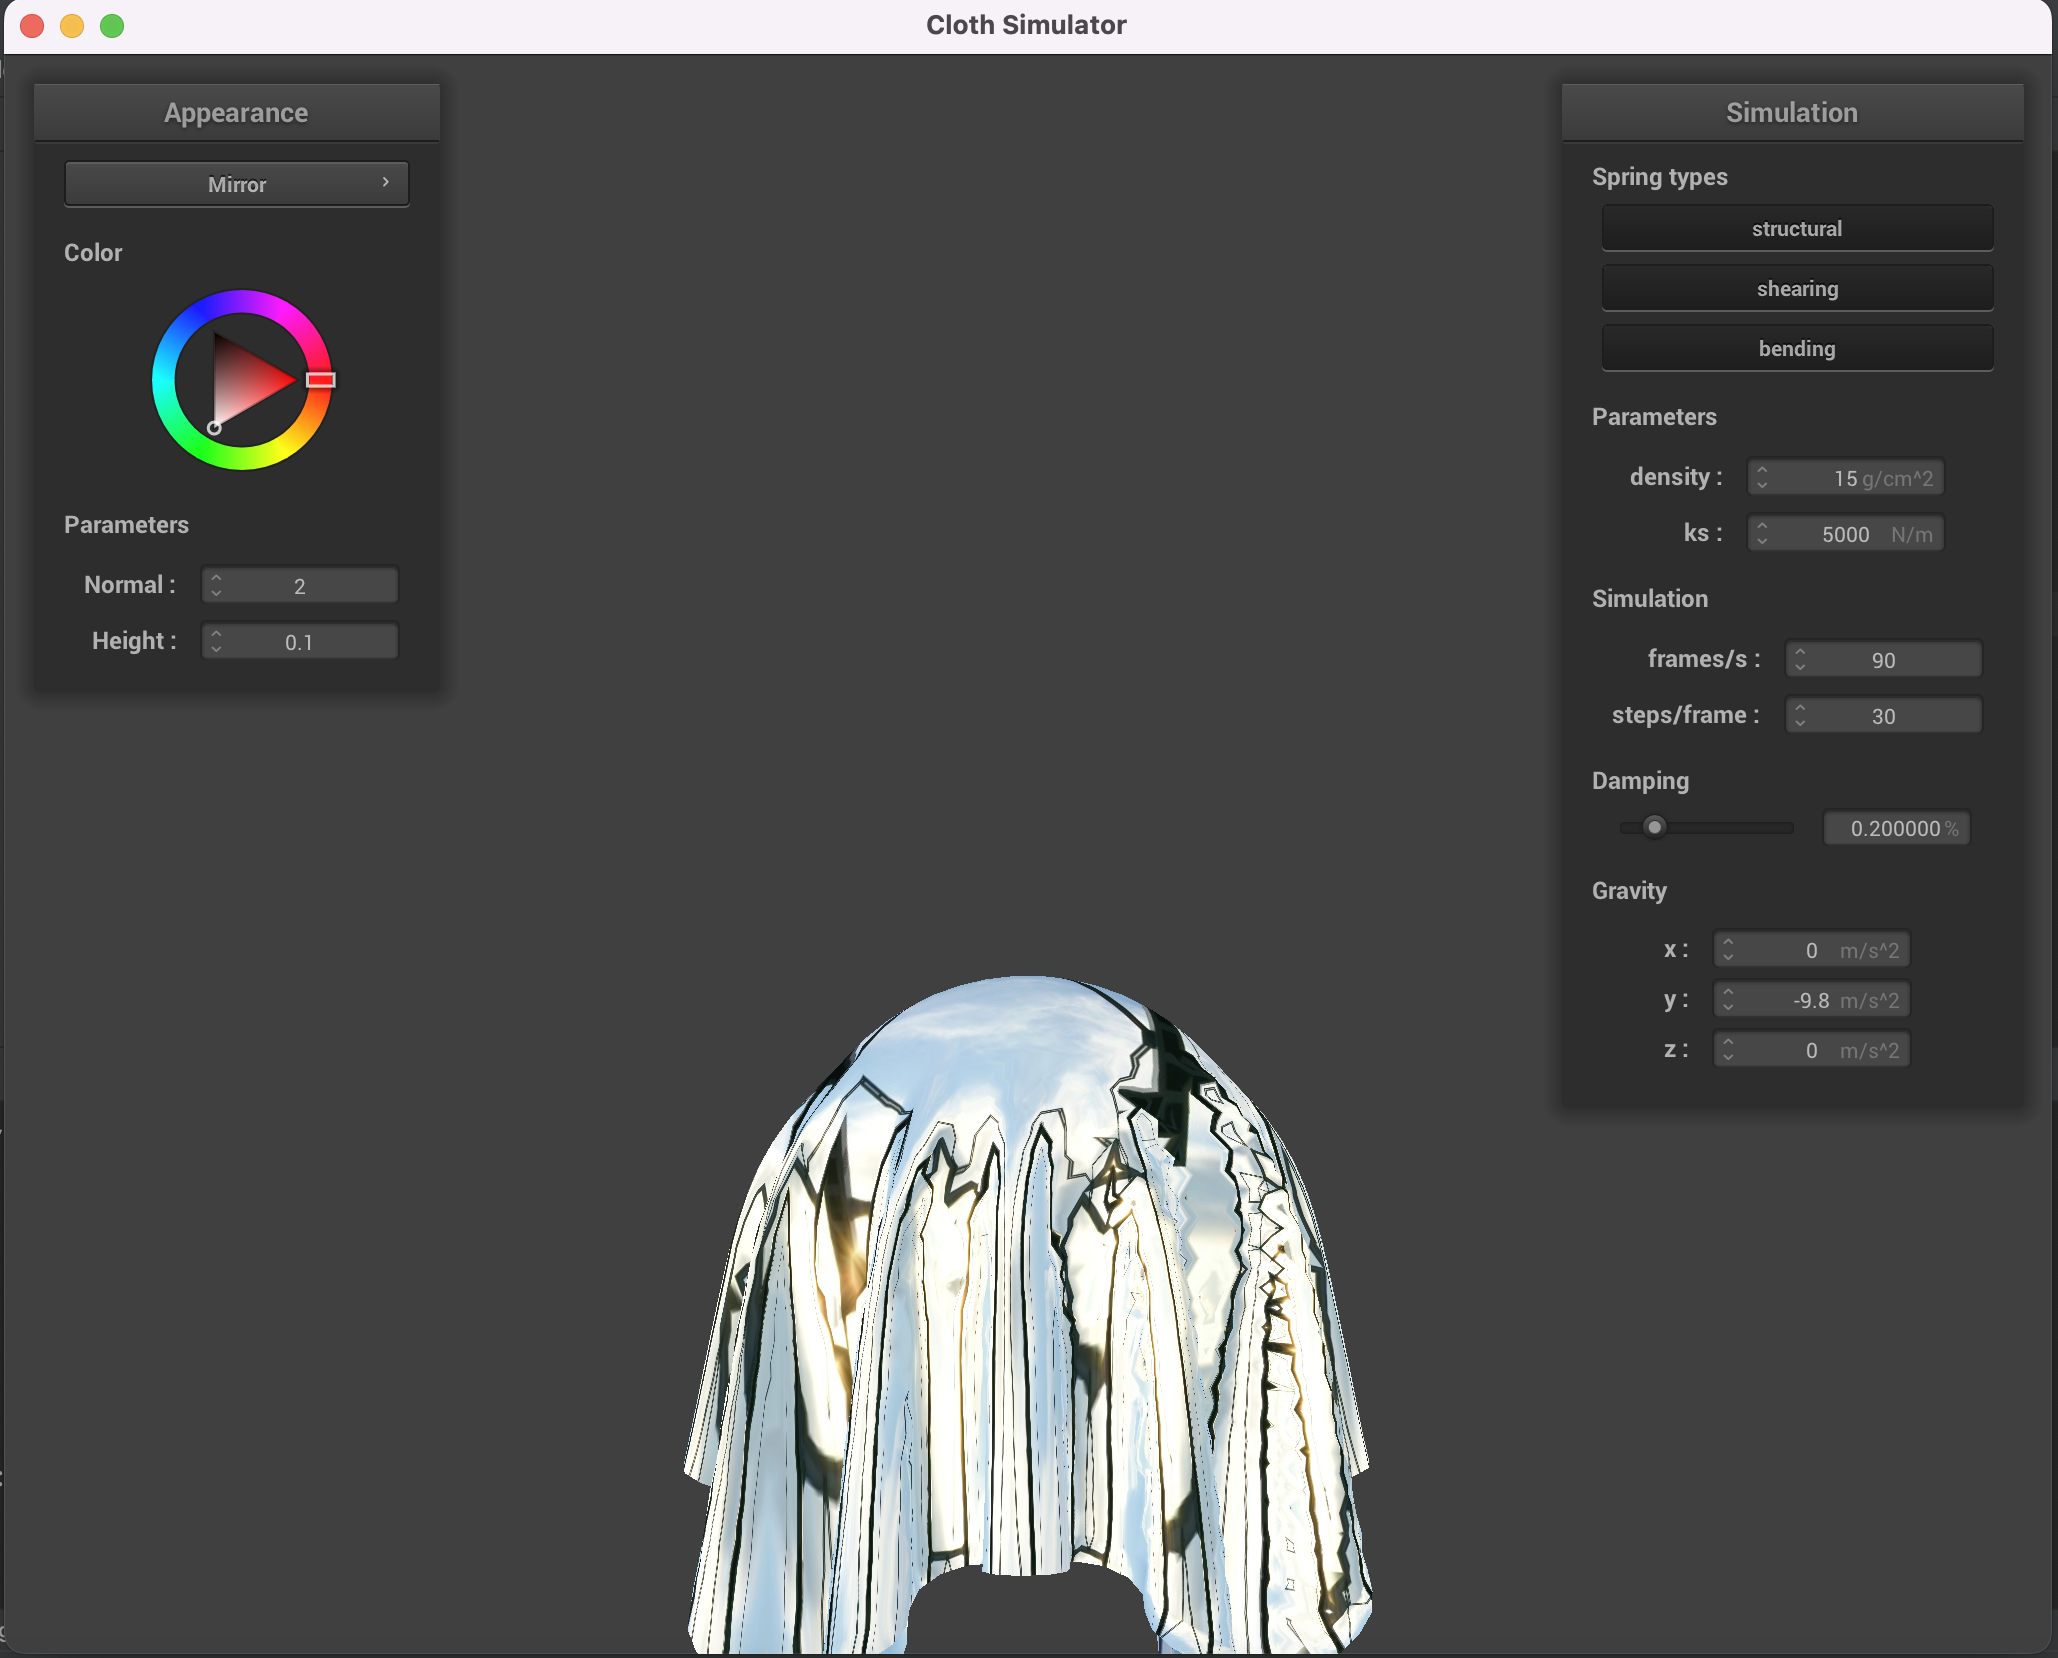 Cloth Simulator
Appearance
Mirror
Color
Parameters
Normal : 2
Height : 0.1
Simulation
Spring types
structural
shearing
bending
Parameters
density : 15 g/cm^2
ks : 5000 N/m
Simulation
frames/s : 90
steps/frame : 30
Damping
0.200000 %
Gravity
x : 0 m/s^2
y : -9.8 m/s^2
z : 0 m/s^2